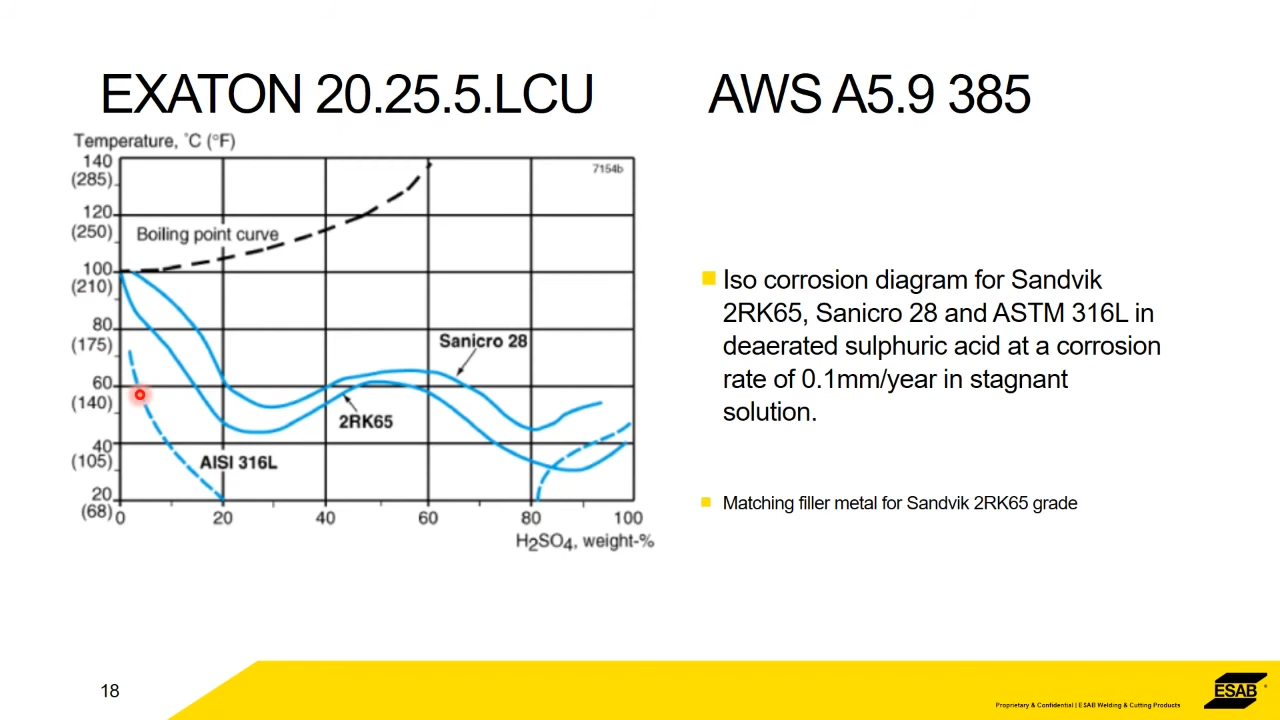 EXATON 20.25.5.LCU
AWS A5.9 385
Temperature, °C (°F)
140
(285)
7154b
120
(250)
Boiling point curve
100
(210)
80
(175)
Sanicro 28
60
(140)
2RK65
40
(105)
AISI 316L
20
(68)
0
20
40
60
80
100
H2SO4, weight-%
Iso corrosion diagram for Sandvik
2RK65, Sanicro 28 and ASTM 316L in
deaerated sulphuric acid at a corrosion
rate of 0.1mm/year in stagnant
solution.
Matching filler metal for Sandvik 2RK65 grade
18
Proprietary & Confidential | ESAB Welding & Cutting Products
ESAB